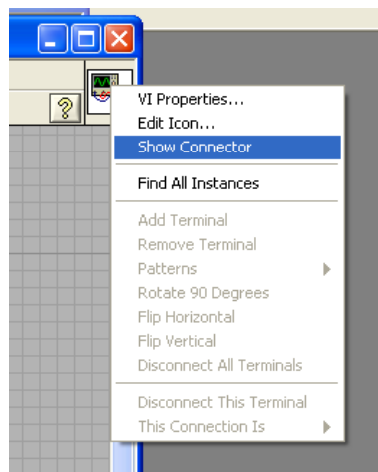 ?
VI Properties...
Edit Icon...
Show Connector
Find All Instances
Add Terminal
Remove Terminal
Patterns
Rotate 90 Degrees
Flip Horizontal
Flip Vertical
Disconnect All Terminals
Disconnect This Terminal
This Connection Is